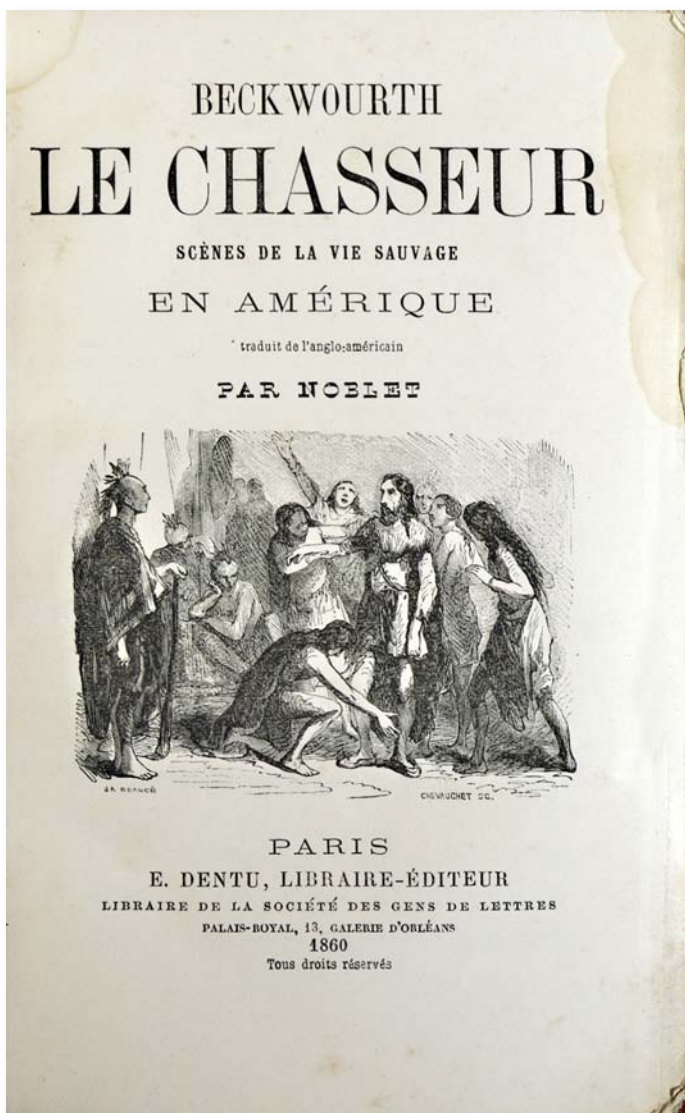 BECKWOURTH
LE CHASSEUR
SCÈNES DE LA VIE SAUVAGE
EN AMÉRIQUE
traduit de l'anglo-américain
PAR NOBLET
CHEVAUCHET SC.
PARIS
E. DENTU, LIBRAIRE-ÉDITEUR
LIBRAIRE DE LA SOCIÉTÉ DES GENS DE LETTRES
PALAIS-ROYAL, 13, GALERIE D'ORLÉANS
1860
Tous droits réservés